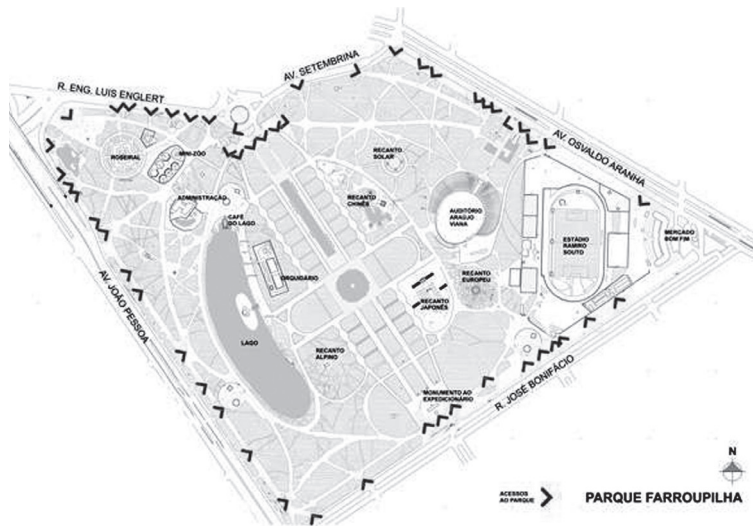 AV. SETEMBRINA
R. ENG. LUIS ENGLERT
AV. OSVALDO ARANHA
ROSEIRAL
MINI-ZÔO
RECANTO
SOLAR
ADMINISTRAÇÃO
RECANTO
CHINÊS
CAFÉ
DO LAGO
AUDITÓRIO
ARAÚJO
VIANA
ESTÁDIO
RAMIRO
SOUTO
MERCADO
BOM FIM
ORQUIDÁRIO
RECANTO
EUROPEU
RECANTO
JAPONÊS
AV. JOÃO PESSOA
LAGO
RECANTO
ALPINO
MONUMENTO AO
EXPEDICIONÁRIO
R. JOSÉ BONIFÁCIO
N
ACESSOS
AO PARQUE
PARQUE FARROUPILHA